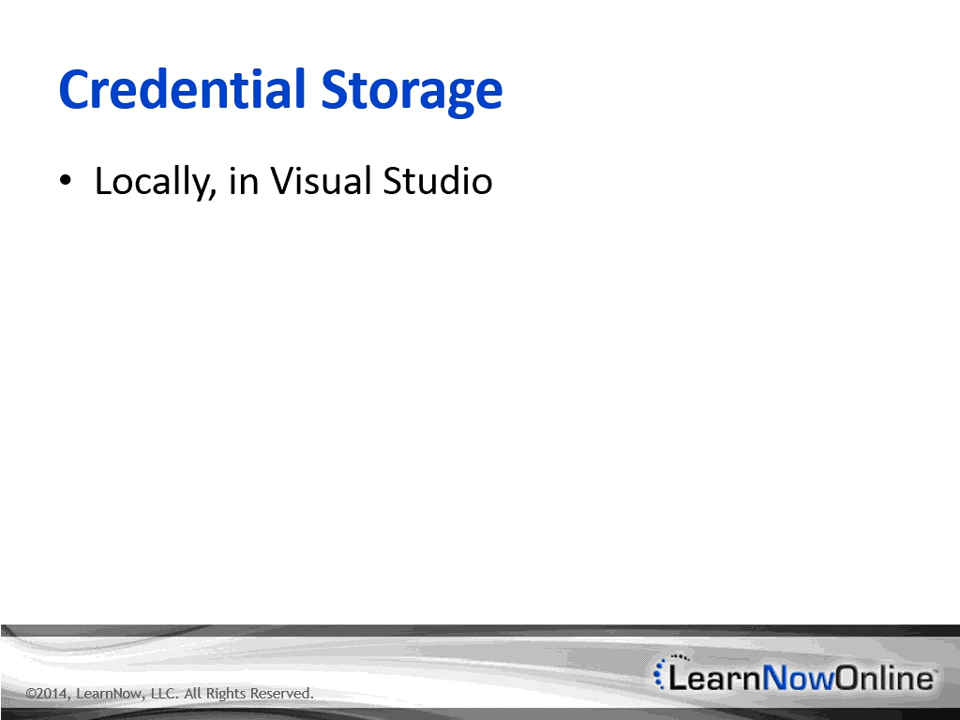 Credential Storage
• Locally, in Visual Studio
©2014, LearnNow, LLC. All Rights Reserved.
LearnNowOnline